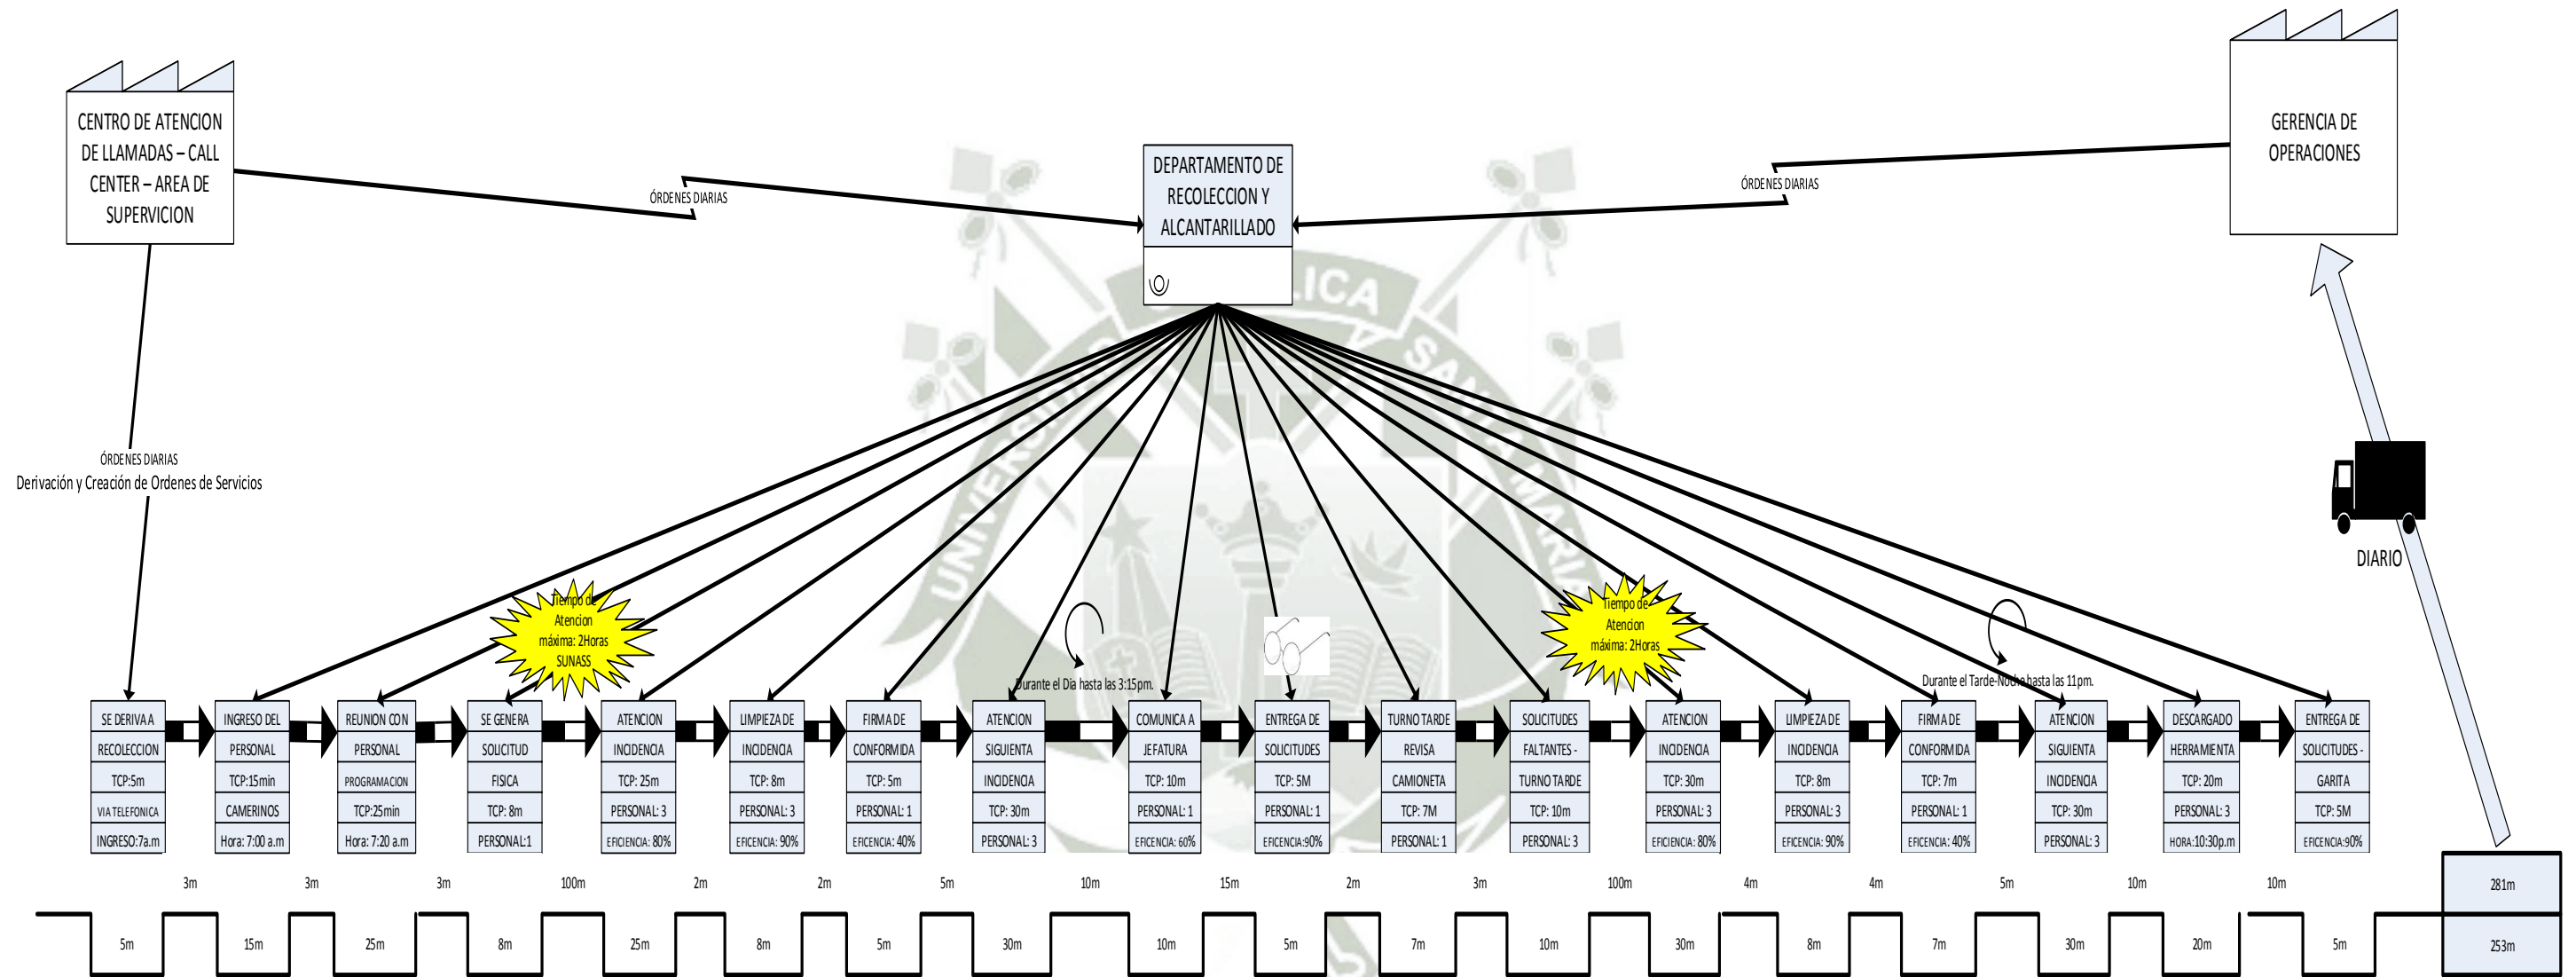 CENTRO DE ATENCION
DE LLAMADAS – CALL
CENTER – AREA DE
SUPERVICION
DEPARTAMENTO DE
RECOLECCION Y
ALCANTARILLADO
GERENCIA DE
OPERACIONES
ÓRDENES DIARIAS
ÓRDENES DIARIAS
ÓRDENES DIARIAS
Derivación y Creación de Ordenes de Servicios
DIARIO
Tiempo de
Atencion
máxima: 2Horas
SUNASS
Tiempo de
Atencion
máxima: 2Horas
Durante el Dia hasta las 3:15pm.
Durante el Tarde-Noche hasta las 11pm.
SE DERIVA A
RECOLECCION
TCP:5m
VIA TELEFONICA
INGRESO:7a.m
INGRESO DEL
PERSONAL
TCP:15min
CAMERINOS
Hora: 7:00 a.m
REUNION CON
PERSONAL
PROGRAMACION
TCP:25min
Hora: 7:20 a.m
SE GENERA
SOLICITUD
FISICA
TCP: 8m
PERSONAL:1
ATENCION
INCIDENCIA
TCP: 25m
PERSONAL: 3
EFICIENCIA: 80%
LIMPIEZA DE
INCIDENCIA
TCP: 8m
PERSONAL: 3
EFICENCIA: 90%
FIRMA DE
CONFORMIDA
TCP: 5m
PERSONAL: 1
EFICENCIA: 40%
ATENCION
SIGUIENTA
INCIDENCIA
TCP: 30m
PERSONAL: 3
COMUNICA A
JEFATURA
TCP: 10m
PERSONAL: 1
EFICENCIA: 60%
ENTREGA DE
SOLICITUDES
TCP: 5M
PERSONAL: 1
EFICENCIA:90%
TURNO TARDE
REVISA
CAMIONETA
TCP: 7M
PERSONAL: 1
SOLICITUDES
FALTANTES -
TURNO TARDE
TCP: 10m
PERSONAL: 3
ATENCION
INCIDENCIA
TCP: 30m
PERSONAL: 3
EFICIENCIA: 80%
LIMPIEZA DE
INCIDENCIA
TCP: 8m
PERSONAL: 3
EFICENCIA: 90%
FIRMA DE
CONFORMIDA
TCP: 7m
PERSONAL: 1
EFICENCIA: 40%
ATENCION
SIGUIENTA
INCIDENCIA
TCP: 30m
PERSONAL: 3
DESCARGADO
HERRAMIENTA
TCP: 20m
PERSONAL: 3
HORA:10:30p.m
ENTREGA DE
SOLICITUDES -
GARITA
TCP: 5M
EFICENCIA:90%
3m 3m 3m 100m 2m 2m 5m 10m 15m 2m 3m 100m 4m 4m 5m 10m 10m 281m
5m 15m 25m 8m 25m 8m 5m 30m 10m 5m 7m 10m 30m 8m 7m 30m 20m 5m 253m